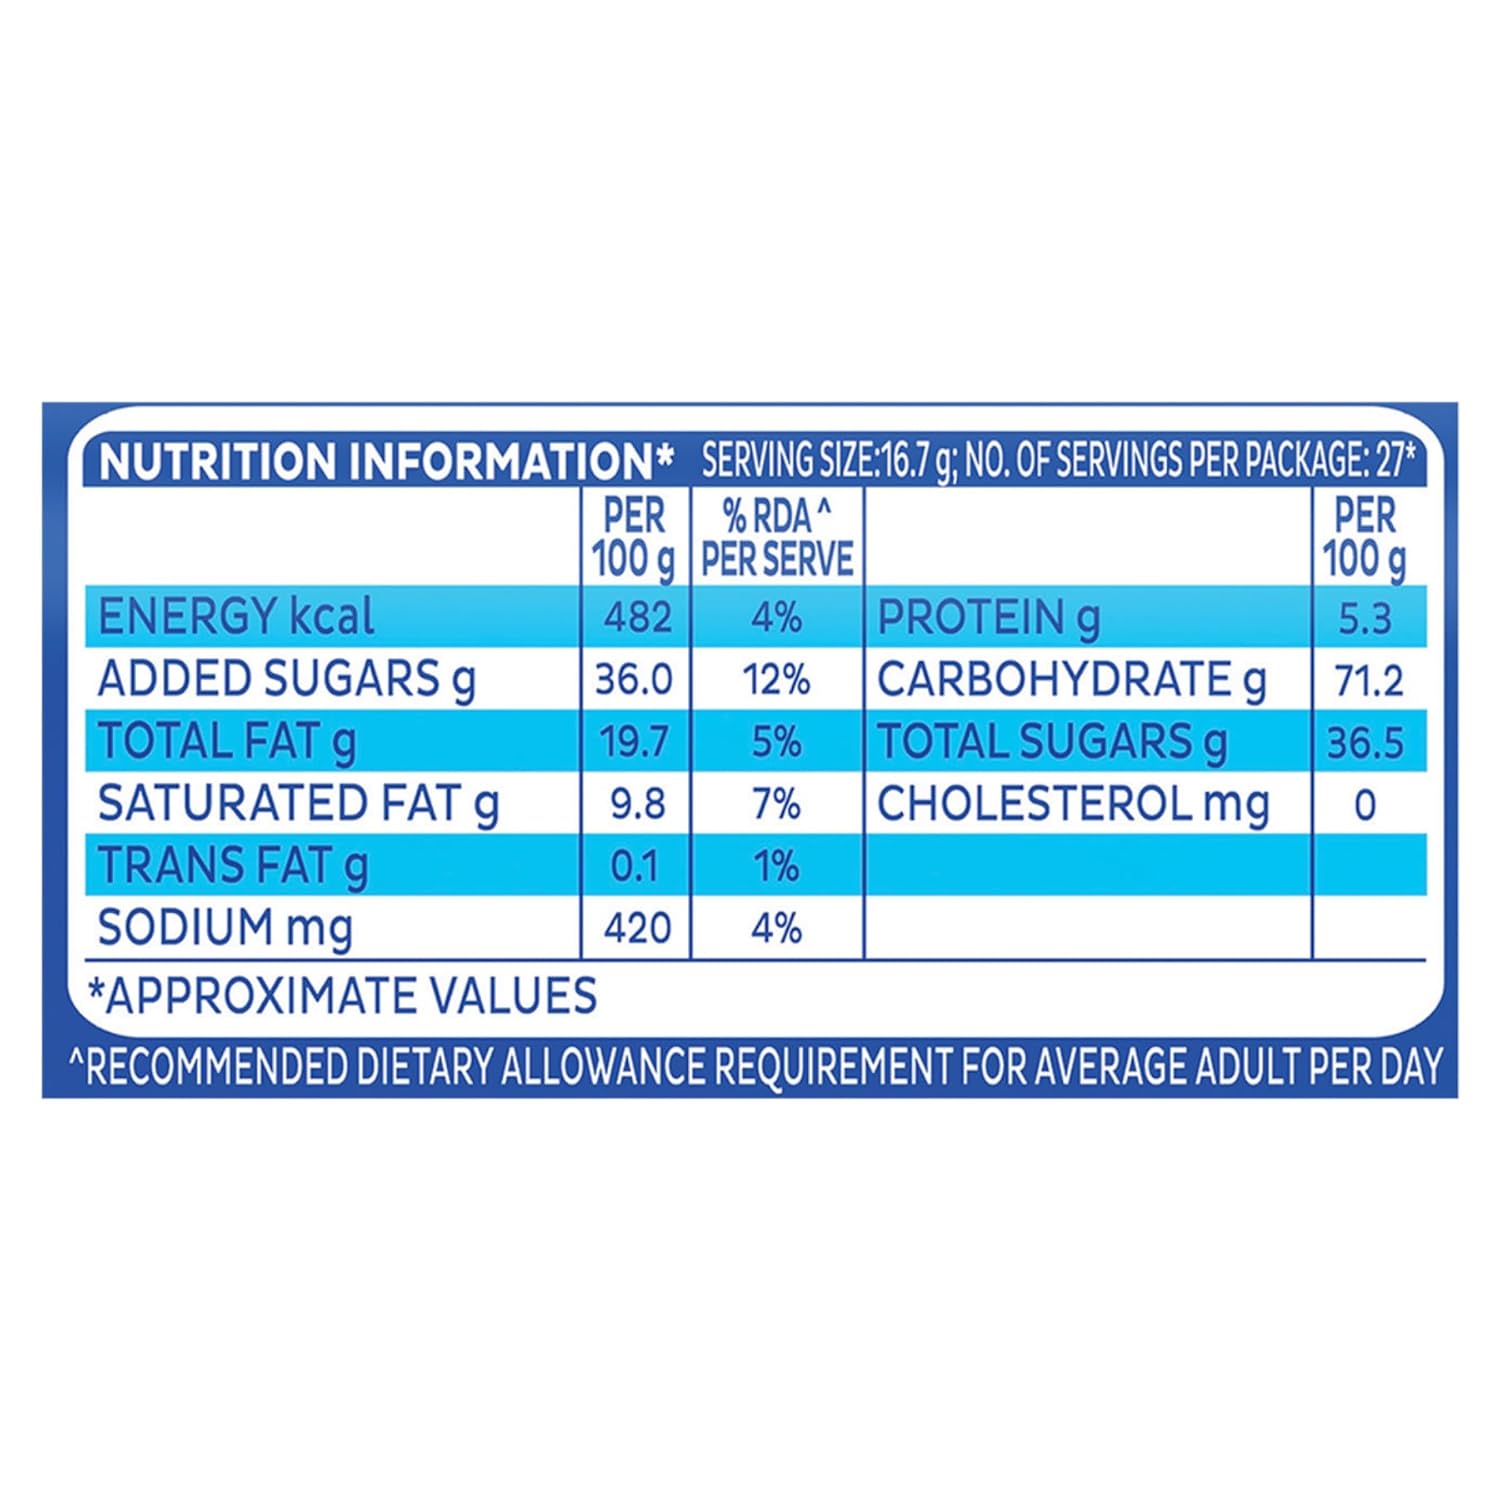 NUTRITION INFORMATION* SERVING SIZE:16.7 g; NO. OF SERVINGS PER PACKAGE: 27*
PER 100 g % RDA^ PER SERVE PER 100 g
ENERGY kcal 482 4% PROTEIN g 5.3
ADDED SUGARS g 36.0 12% CARBOHYDRATE g 71.2
TOTAL FAT g 19.7 5% TOTAL SUGARS g 36.5
SATURATED FAT g 9.8 7% CHOLESTEROL mg 0
TRANS FAT g 0.1 1%
SODIUM mg 420 4%
*APPROXIMATE VALUES
^RECOMMENDED DIETARY ALLOWANCE REQUIREMENT FOR AVERAGE ADULT PER DAY